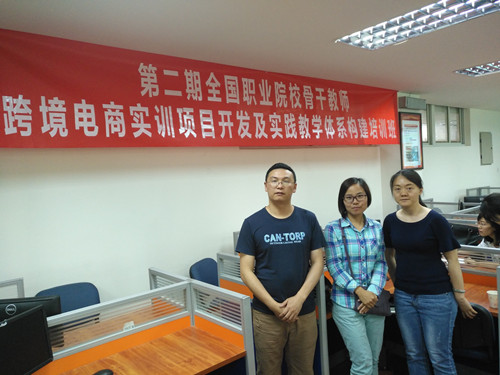 第二期全国职业院校骨干教师
跨境电商实训项目开发及实践教学体系构建培训班
CAN-TORP
DELL